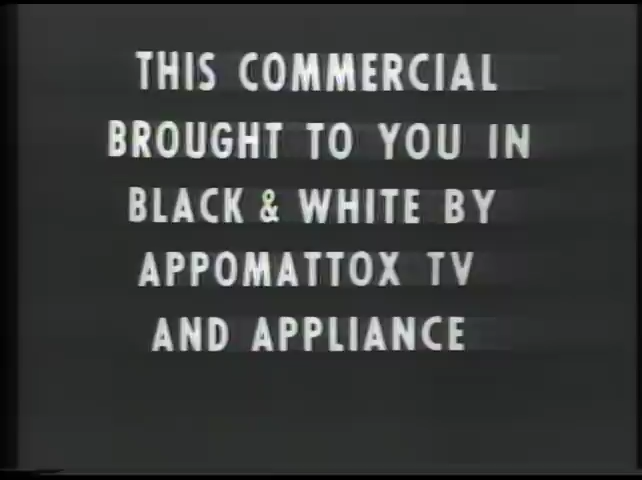 THIS COMMERCIAL
BROUGHT TO YOU IN
BLACK & WHITE BY
APPOMATTOX TV
AND APPLIANCE